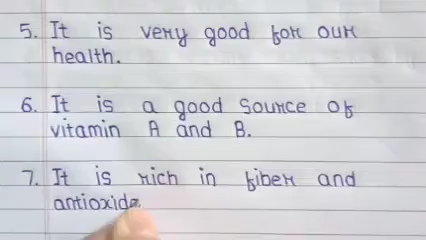 5. It is very good for our
health.
6. It is a good source of
vitamin A and B.
7. It is rich in fiber and